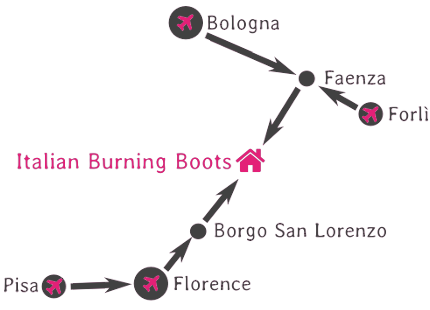 Bologna
Faenza
Forlì
Italian Burning Boots
Borgo San Lorenzo
Pisa
Florence